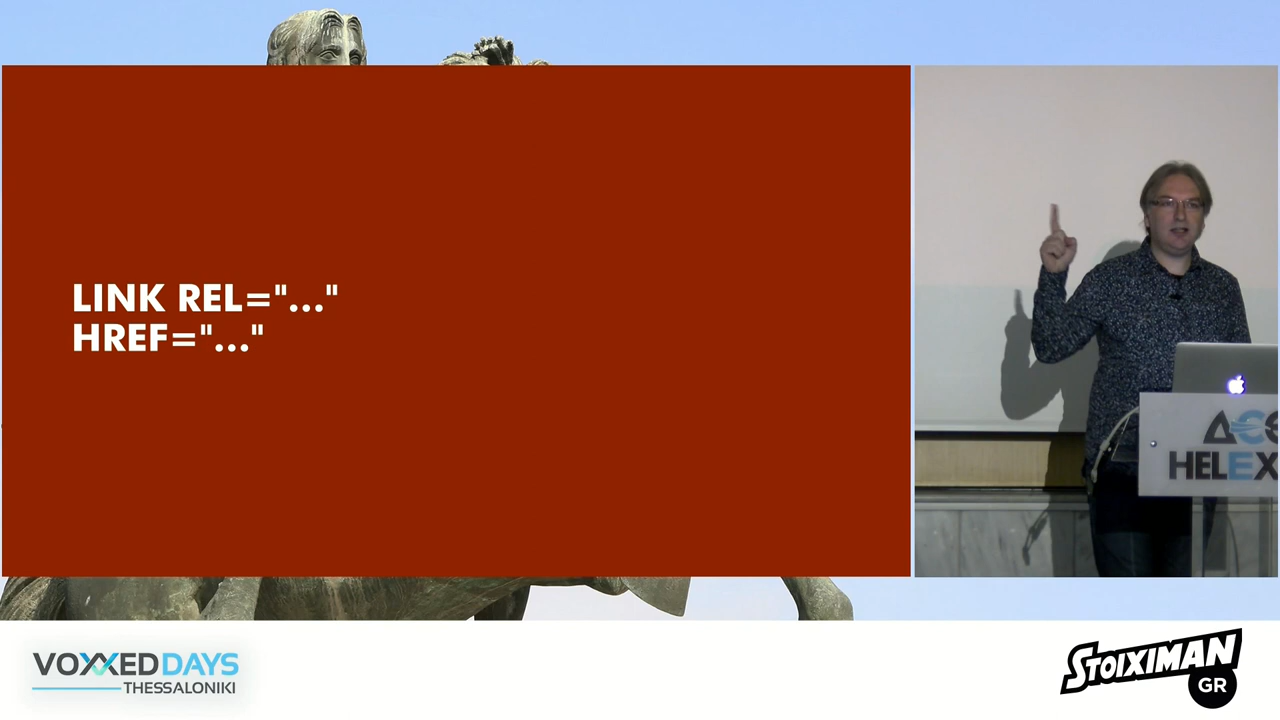 LINK REL="..."
HREF="..."
HELEX
VOXXED DAYS
THESSALONIKI
STOIXIMAN
GR